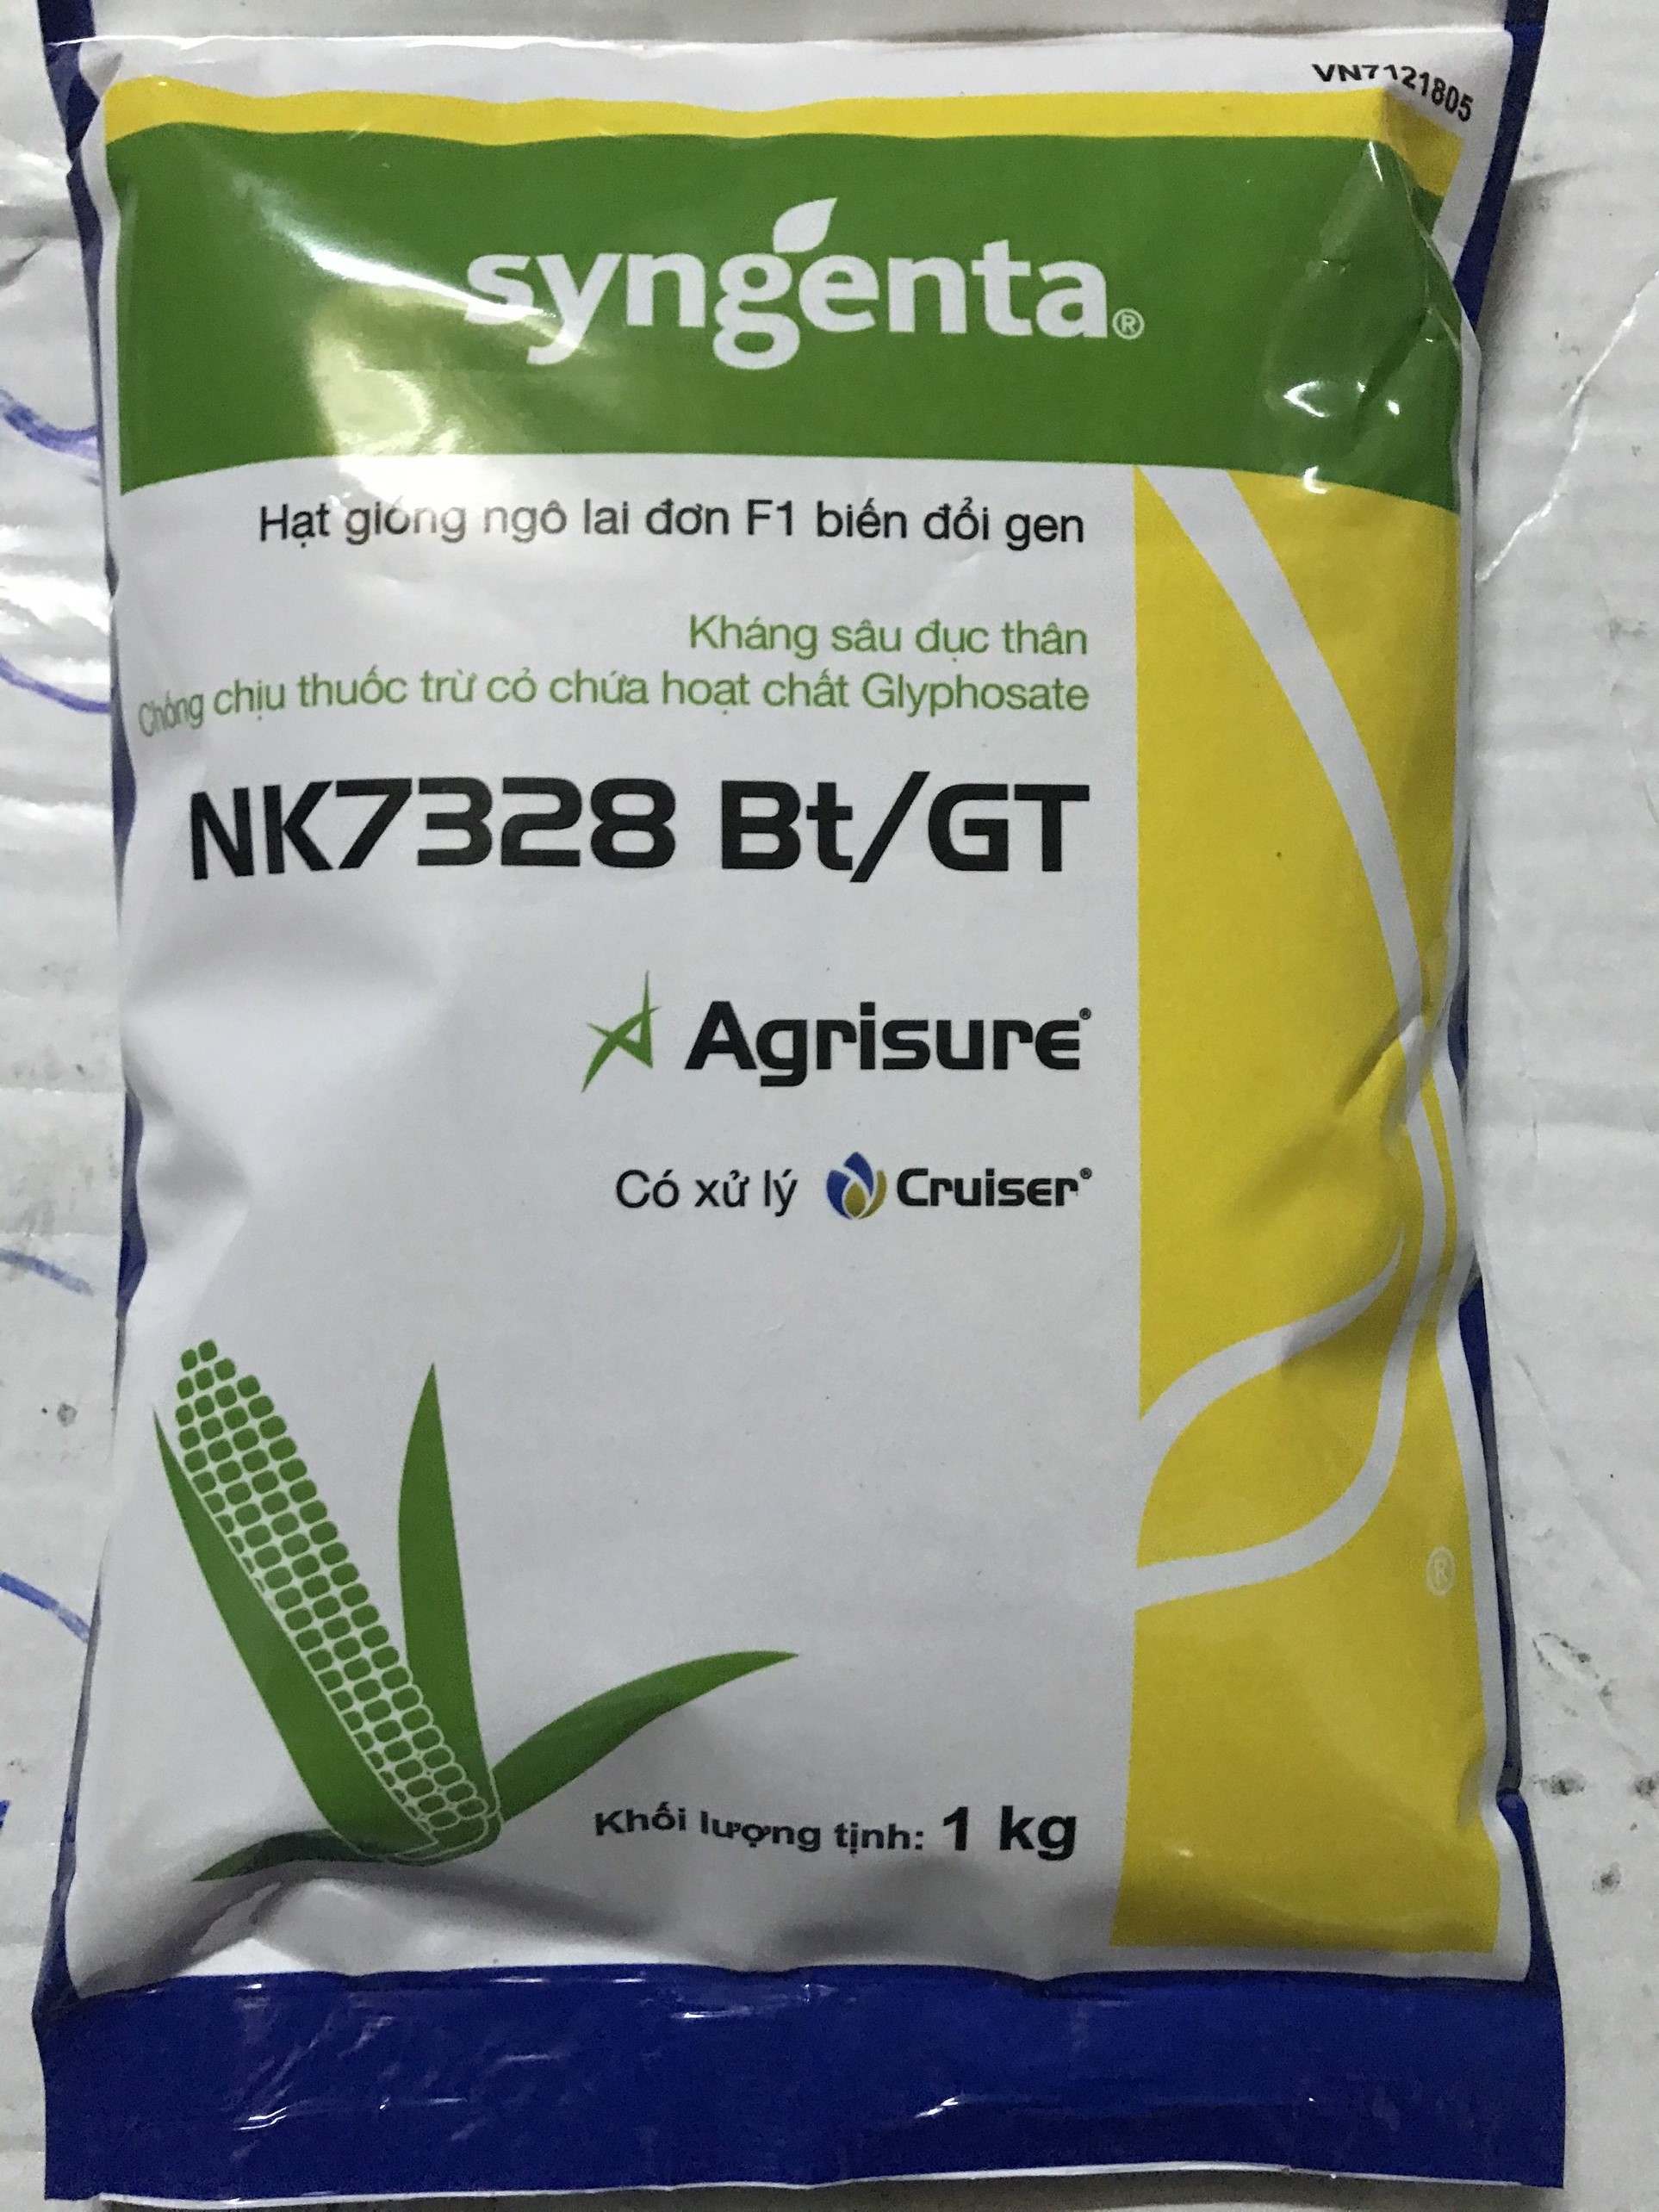 VN7121805
syngenta®
Hạt giống ngô lai đơn F1 biến đổi gen
Kháng sâu đục thân
Chống chịu thuốc trừ cỏ chứa hoạt chất Glyphosate
NK7328 Bt/GT
Agrisure®
Có xử lý Cruiser®
®
Khối lượng tịnh: 1 kg